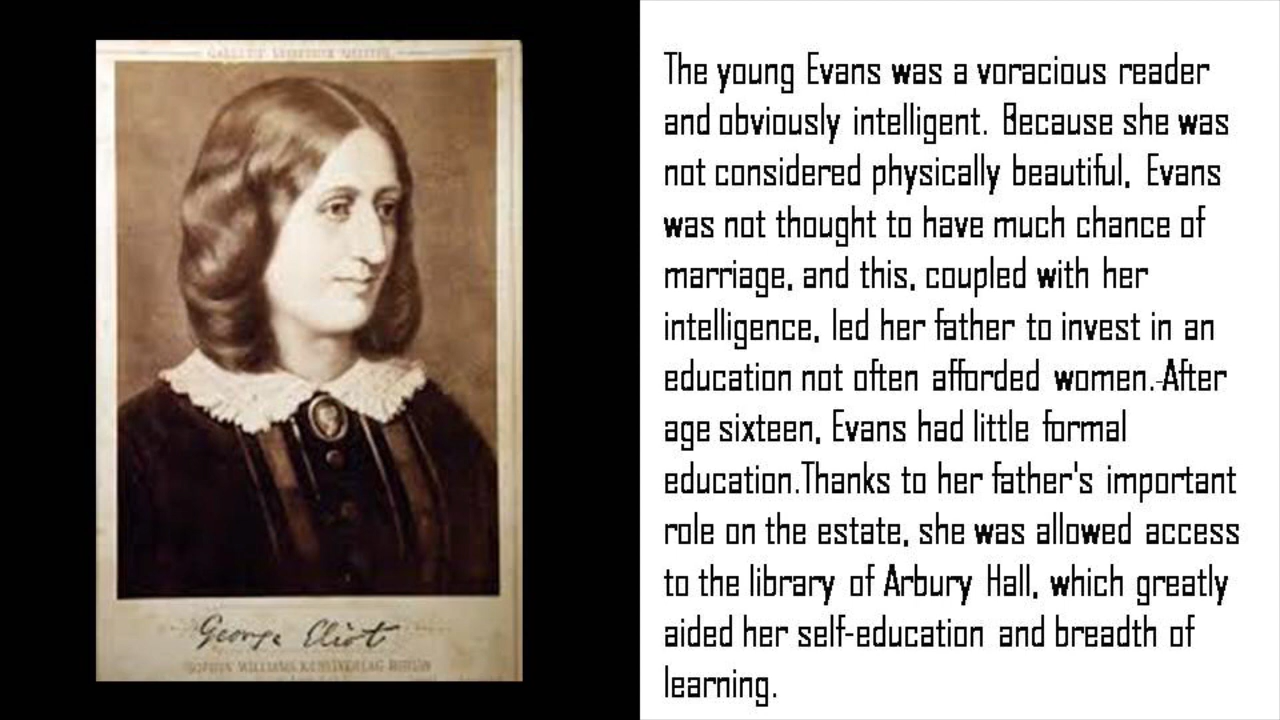 George Eliot
SOPHUS WILLIAMS KUNSTVERLAG BERLIN
The young Evans was a voracious reader
and obviously intelligent. Because she was
not considered physically beautiful, Evans
was not thought to have much chance of
marriage, and this, coupled with her
intelligence, led her father to invest in an
education not often afforded women.-After
age sixteen, Evans had little formal
education.Thanks to her father's important
role on the estate, she was allowed access
to the library of Arbury Hall, which greatly
aided her self-education and breadth of
learning.